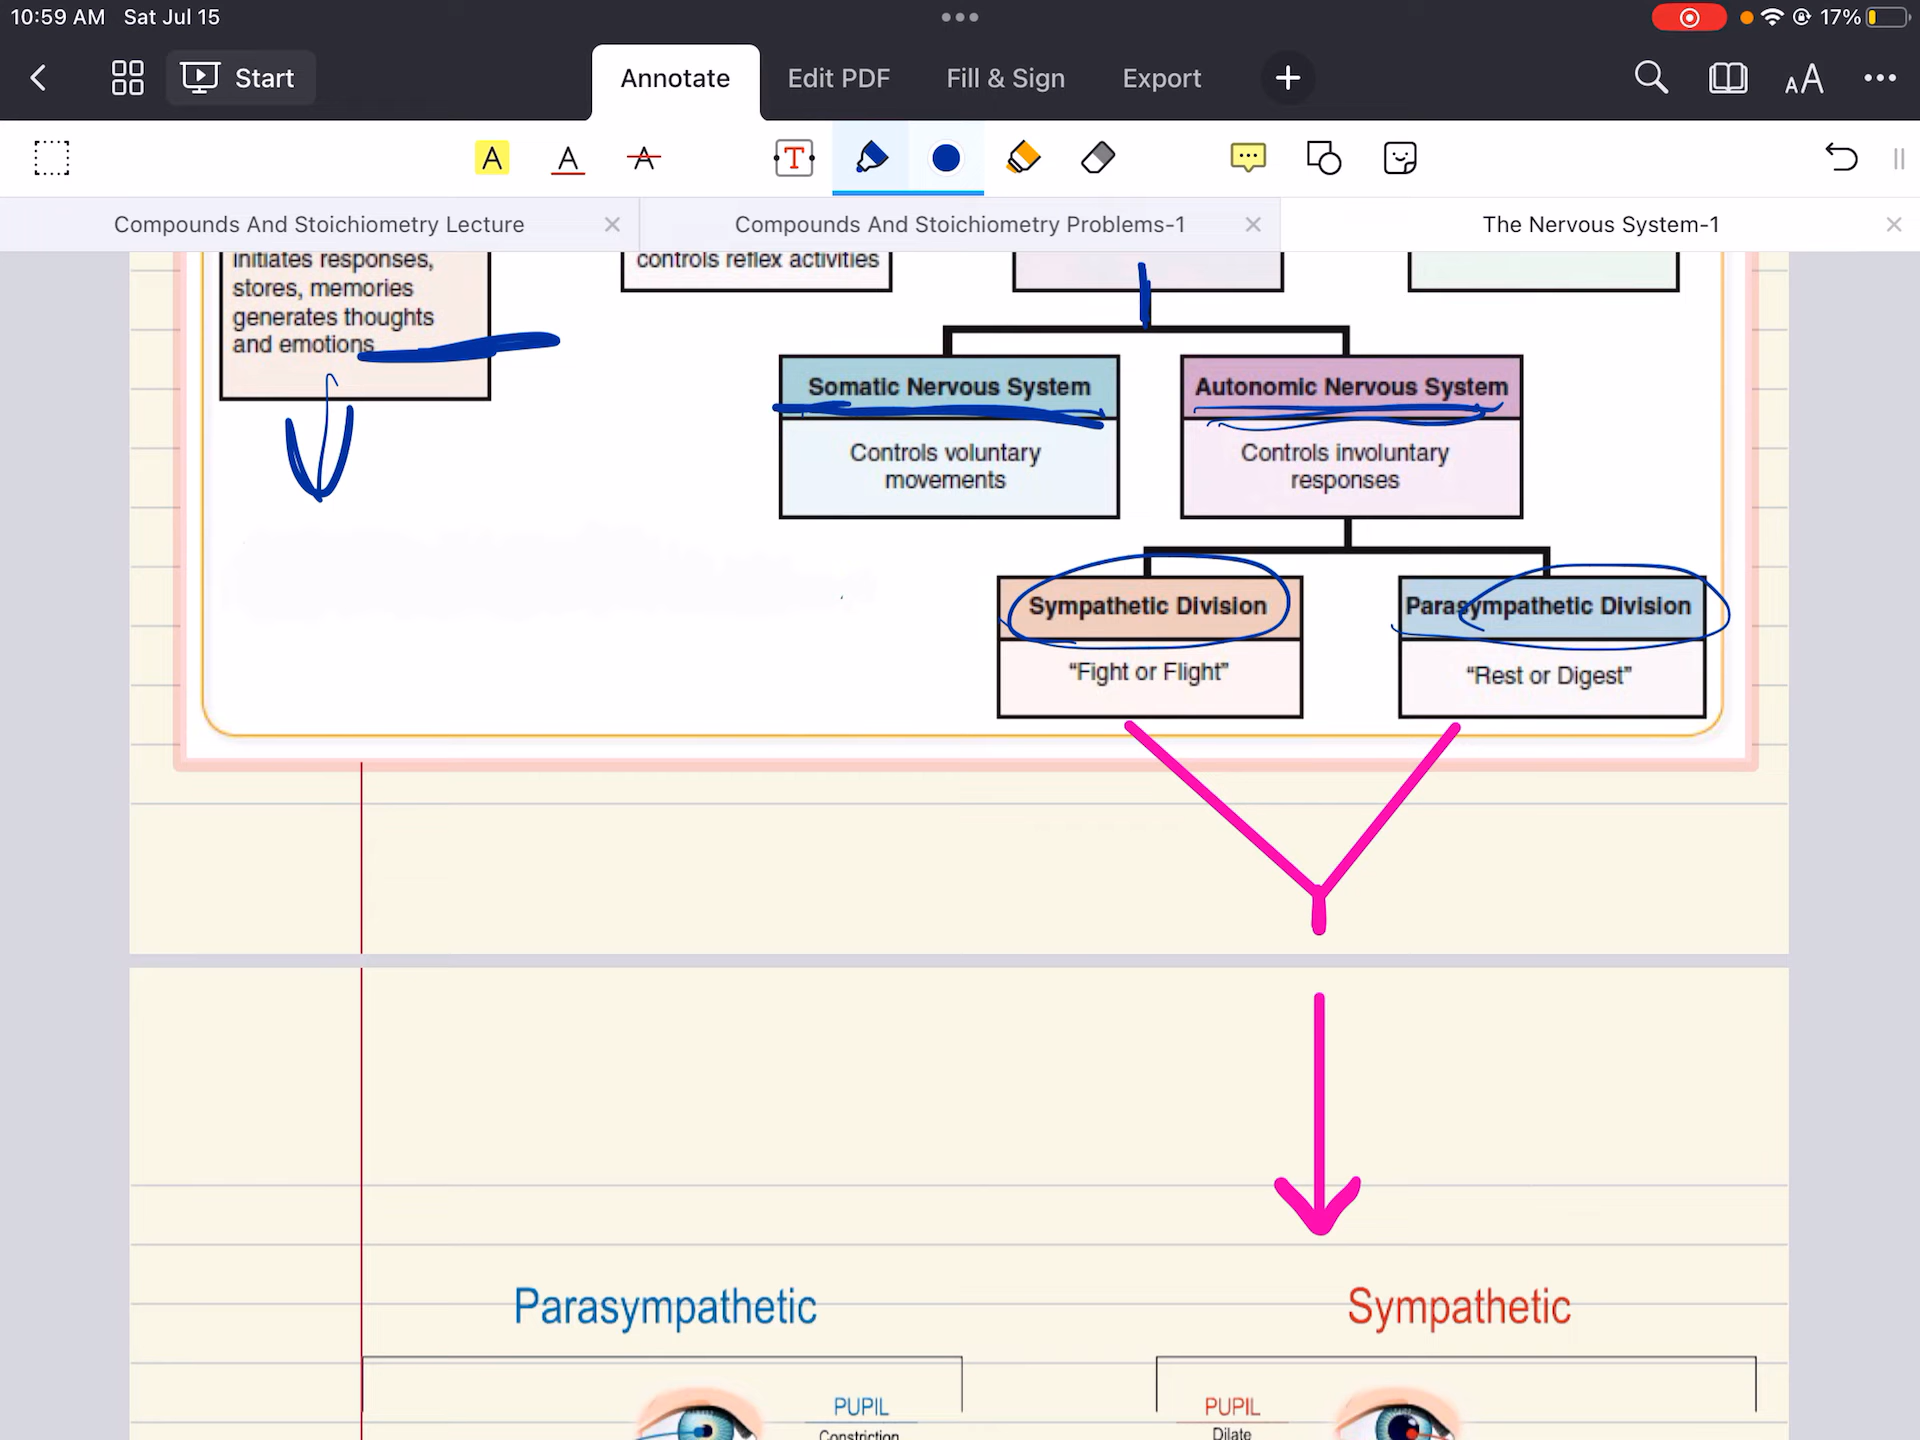 10:59 AM Sat Jul 15
17%
Start
Annotate
Edit PDF
Fill & Sign
Export
Compounds And Stoichiometry Lecture
Compounds And Stoichiometry Problems-1
The Nervous System-1
initiates responses,
stores, memories
generates thoughts
and emotions
controls reflex activities
Somatic Nervous System
Controls voluntary
movements
Autonomic Nervous System
Controls involuntary
responses
Sympathetic Division
“Fight or Flight”
Parasympathetic Division
“Rest or Digest”
Parasympathetic
Sympathetic
PUPIL
Constriction
PUPIL
Dilate